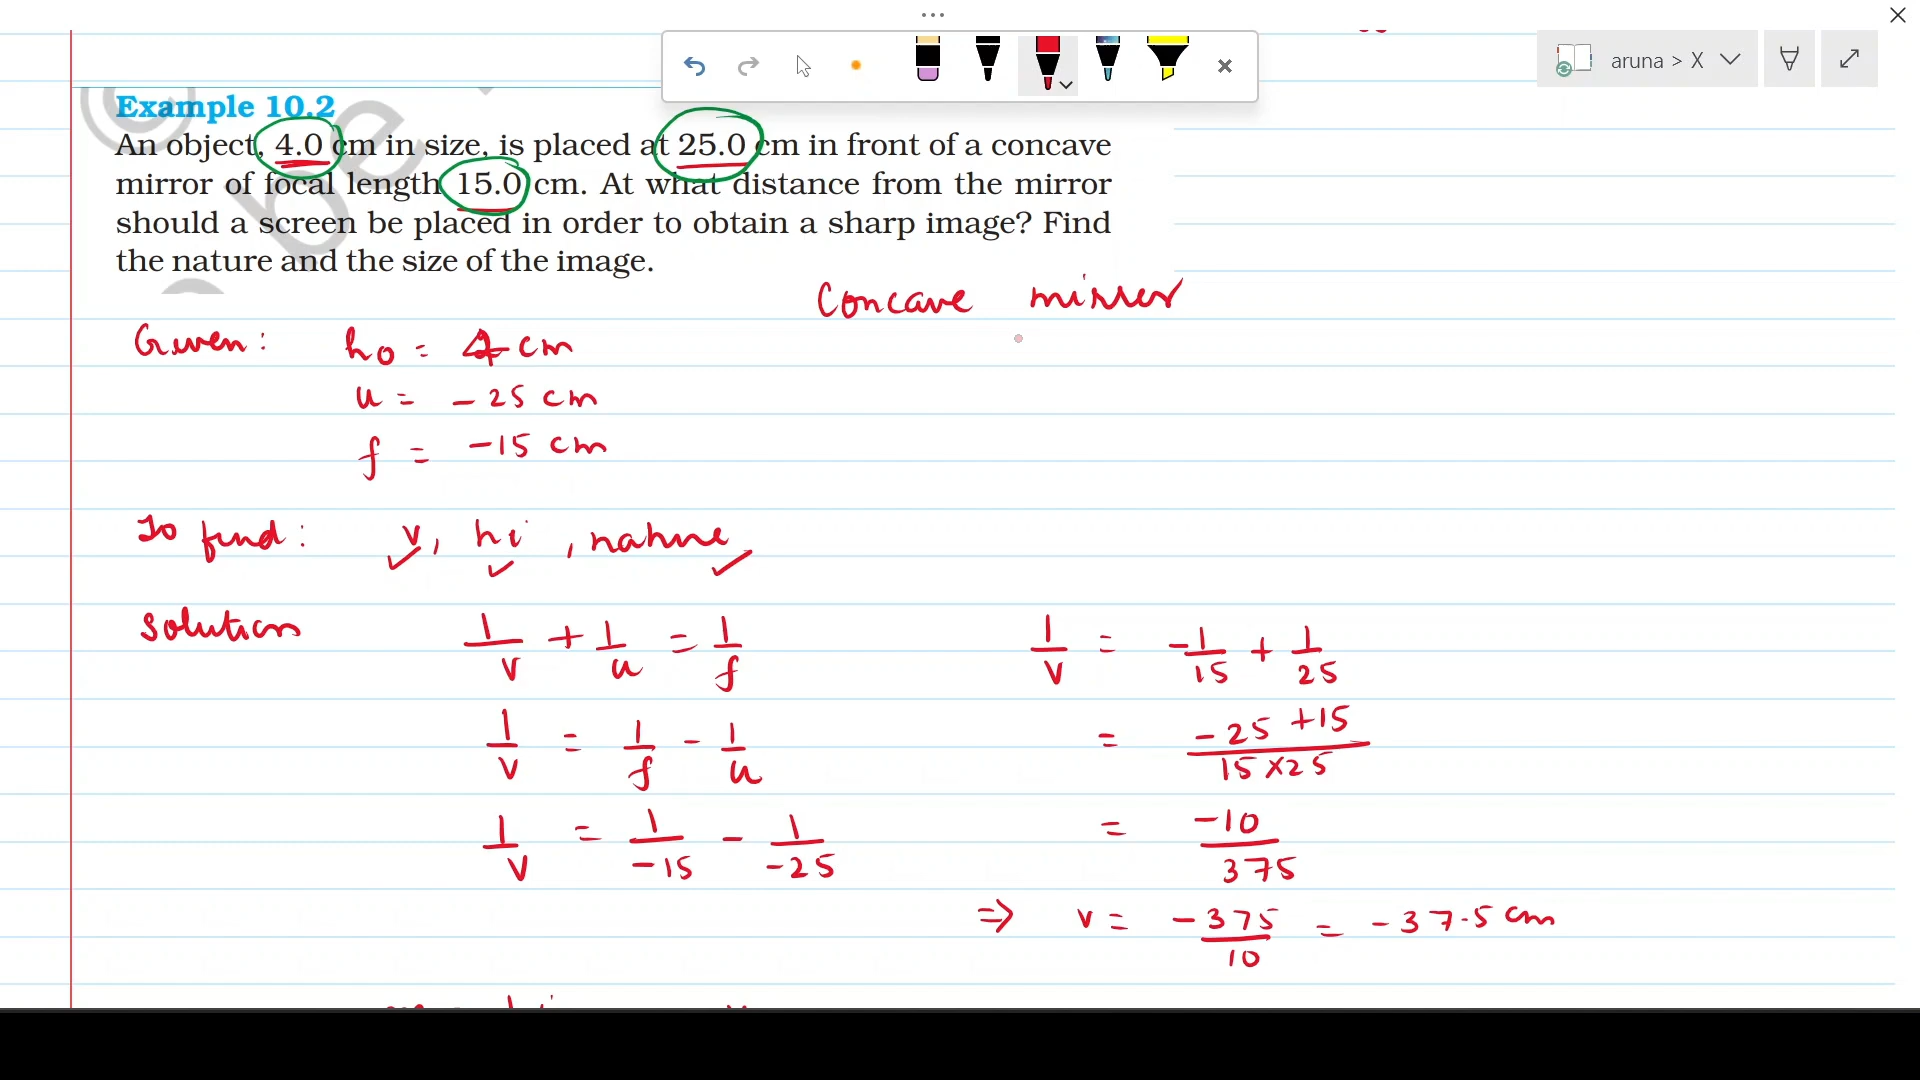 aruna > X
Example 10.2
An object, 4.0 cm in size, is placed at 25.0 cm in front of a concave
mirror of focal length 15.0 cm. At what distance from the mirror
should a screen be placed in order to obtain a sharp image? Find
the nature and the size of the image.
Concave mirror
Given: ho = 4 cm
u = -25 cm
f = -15 cm
To find: v, hi, nature
Solution
1/v + 1/u = 1/f
1/v = 1/f - 1/u
1/v = 1/-15 - 1/-25
1/v = -1/15 + 1/25
= -25 +15 / 15 × 25
= -10/375
⇒ v = -375/10 = -37.5 cm